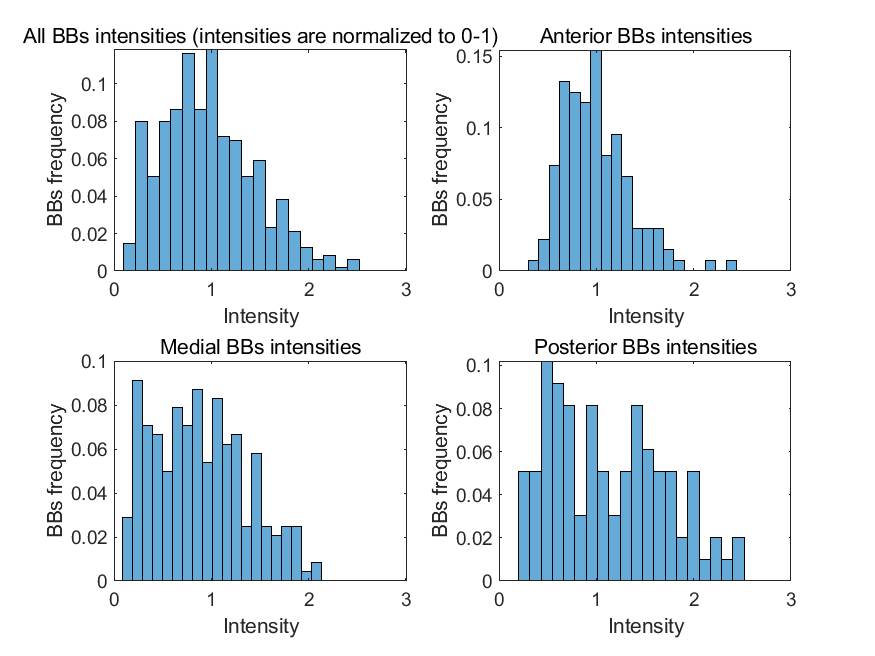 All BBs intensities (intensities are normalized to 0-1)
BBs frequency
0.1
0.08
0.06
0.04
0.02
0
0 1 2 3
Intensity
Anterior BBs intensities
BBs frequency
0.15
0.1
0.05
0
0 1 2 3
Intensity
Medial BBs intensities
BBs frequency
0.1
0.08
0.06
0.04
0.02
0
0 1 2 3
Intensity
Posterior BBs intensities
BBs frequency
0.1
0.08
0.06
0.04
0.02
0
0 1 2 3
Intensity